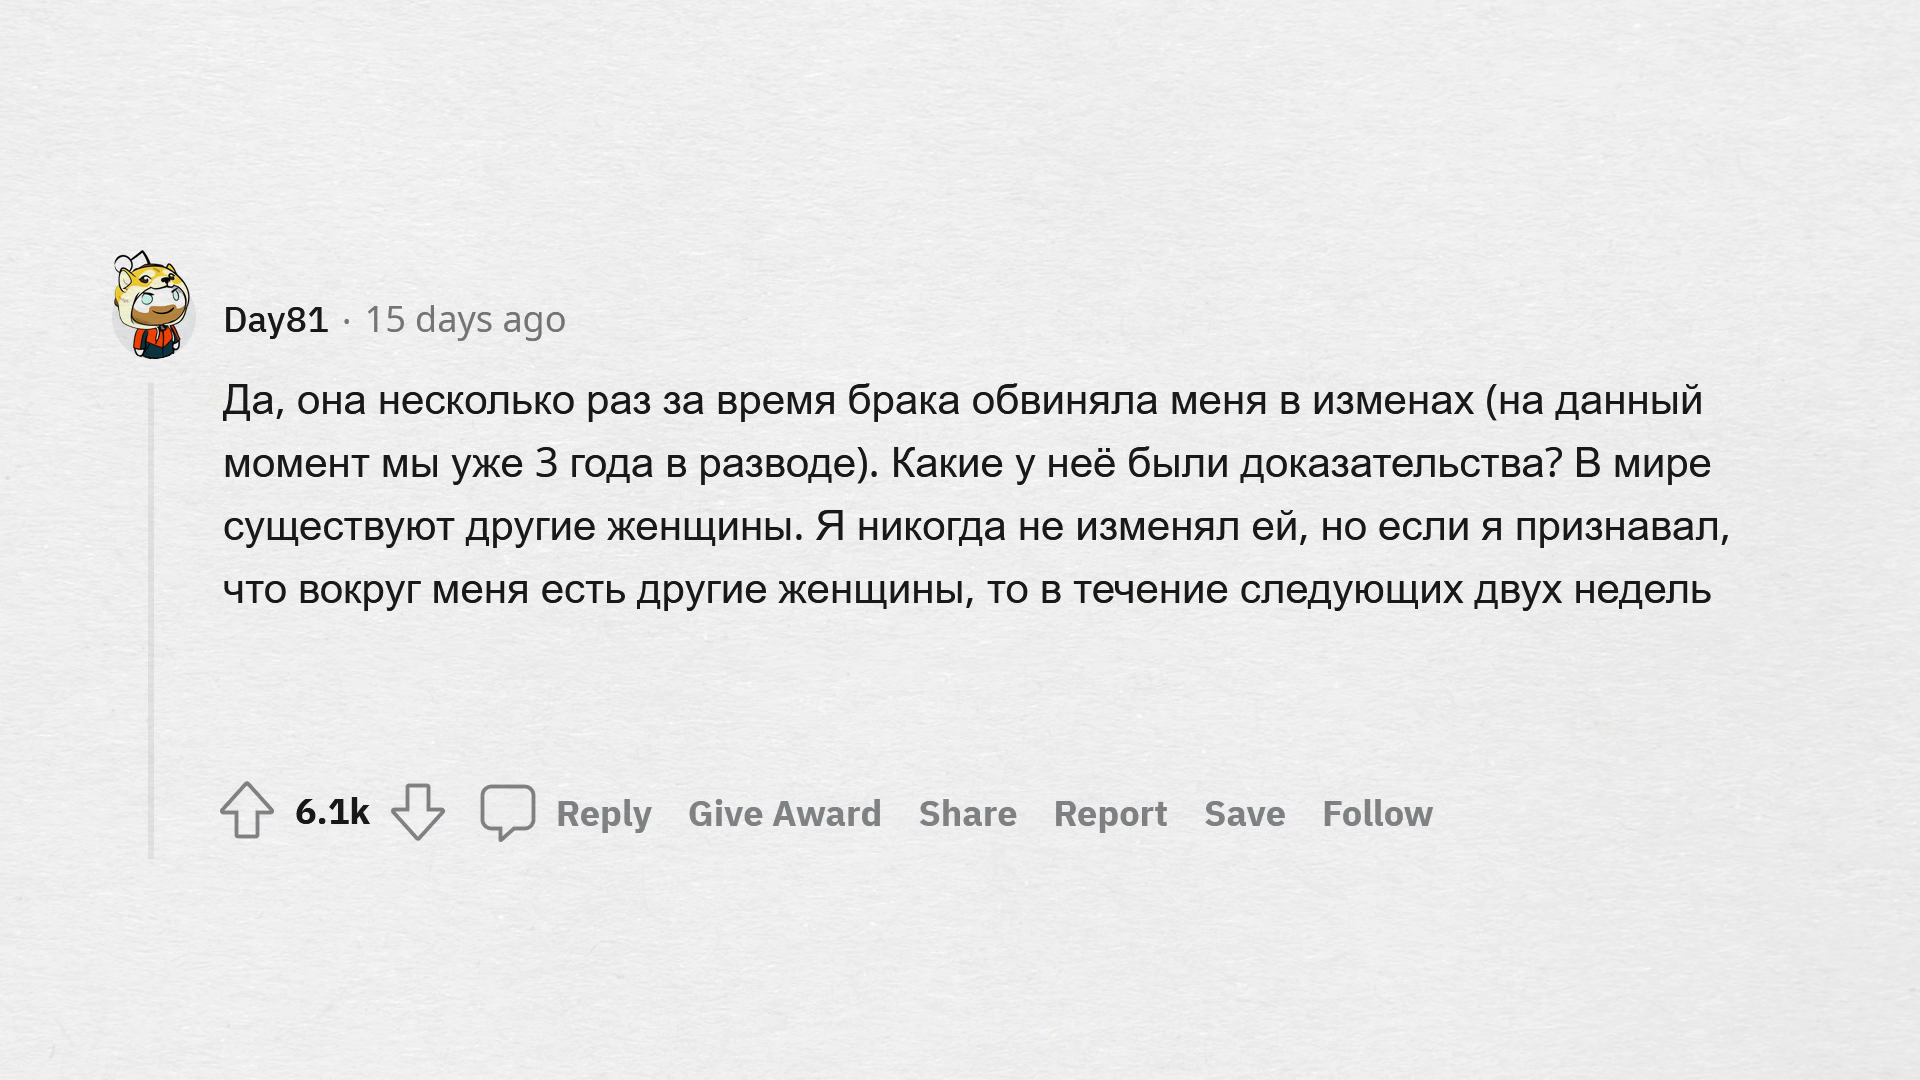 Day81 · 15 days ago
Да, она несколько раз за время брака обвиняла меня в изменах (на данный
момент мы уже 3 года в разводе). Какие у неё были доказательства? В мире
существуют другие женщины. Я никогда не изменял ей, но если я признавал,
что вокруг меня есть другие женщины, то в течение следующих двух недель
6.1k Reply Give Award Share Report Save Follow